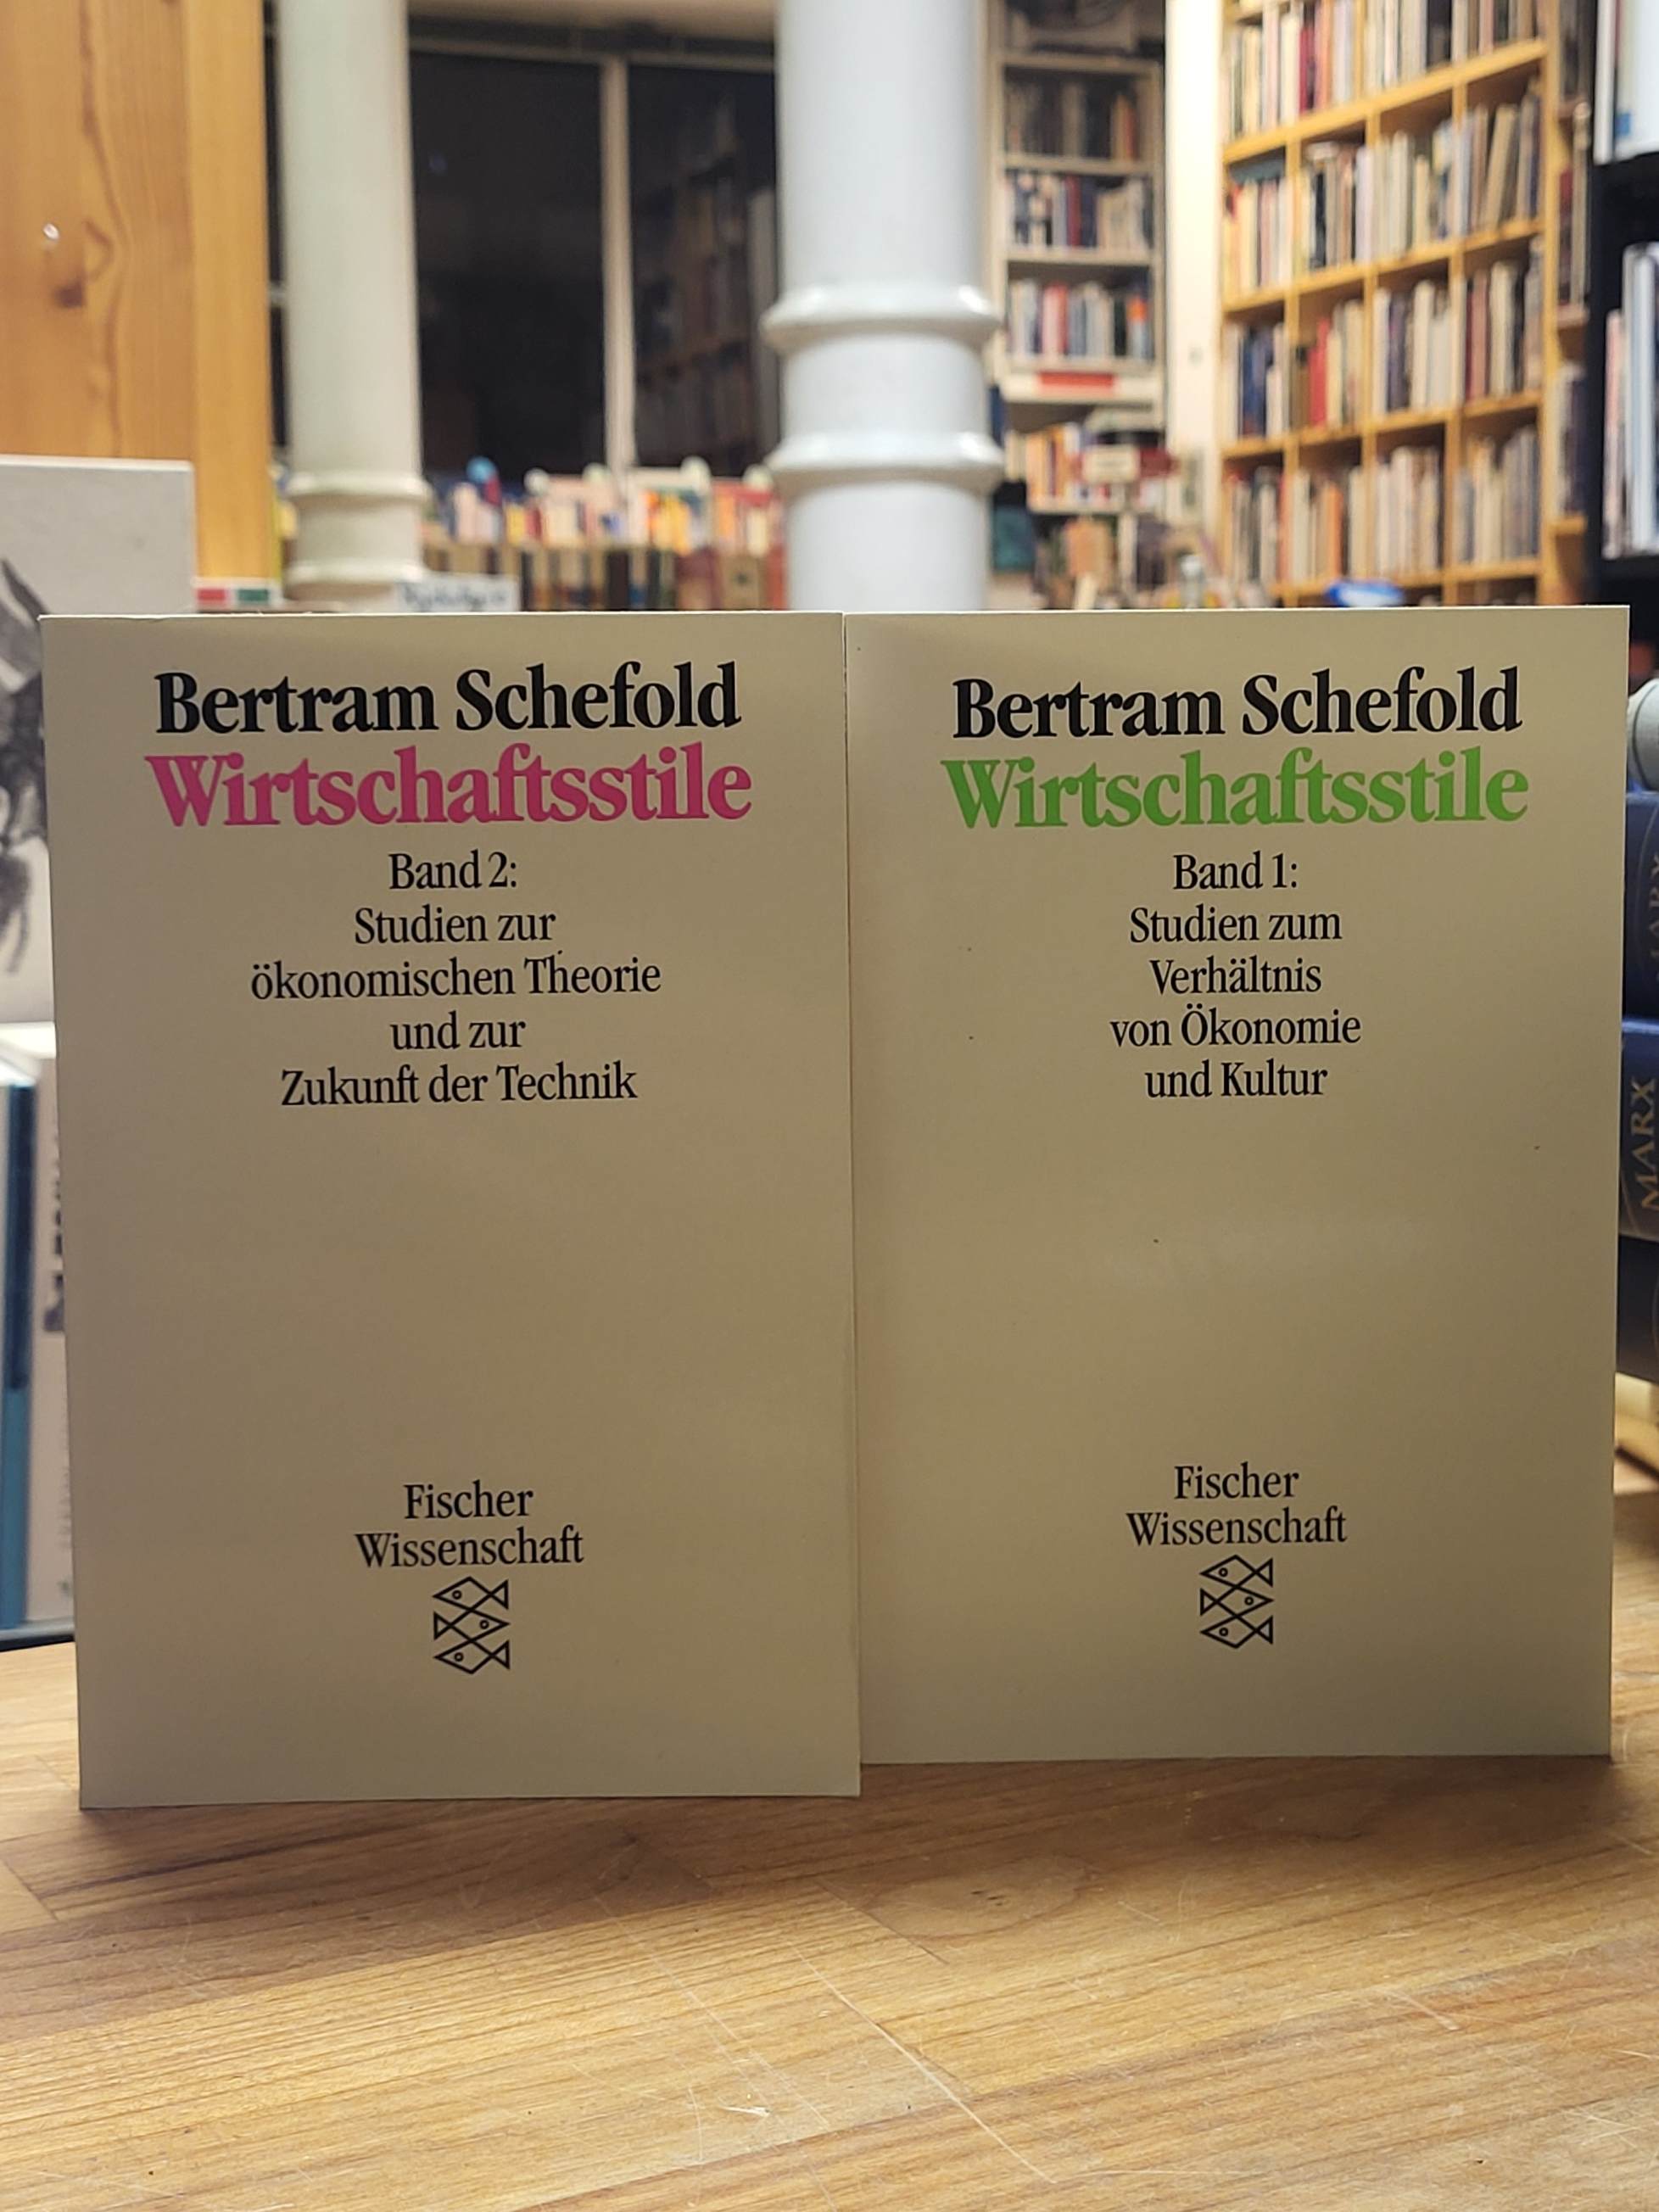 Bertram Schefold
Wirtschaftsstile
Band 2:
Studien zur
ökonomischen Theorie
und zur
Zukunft der Technik
Fischer
Wissenschaft
Bertram Schefold
Wirtschaftsstile
Band 1:
Studien zum
Verhältnis
von Ökonomie
und Kultur
Fischer
Wissenschaft
MARX
MARX